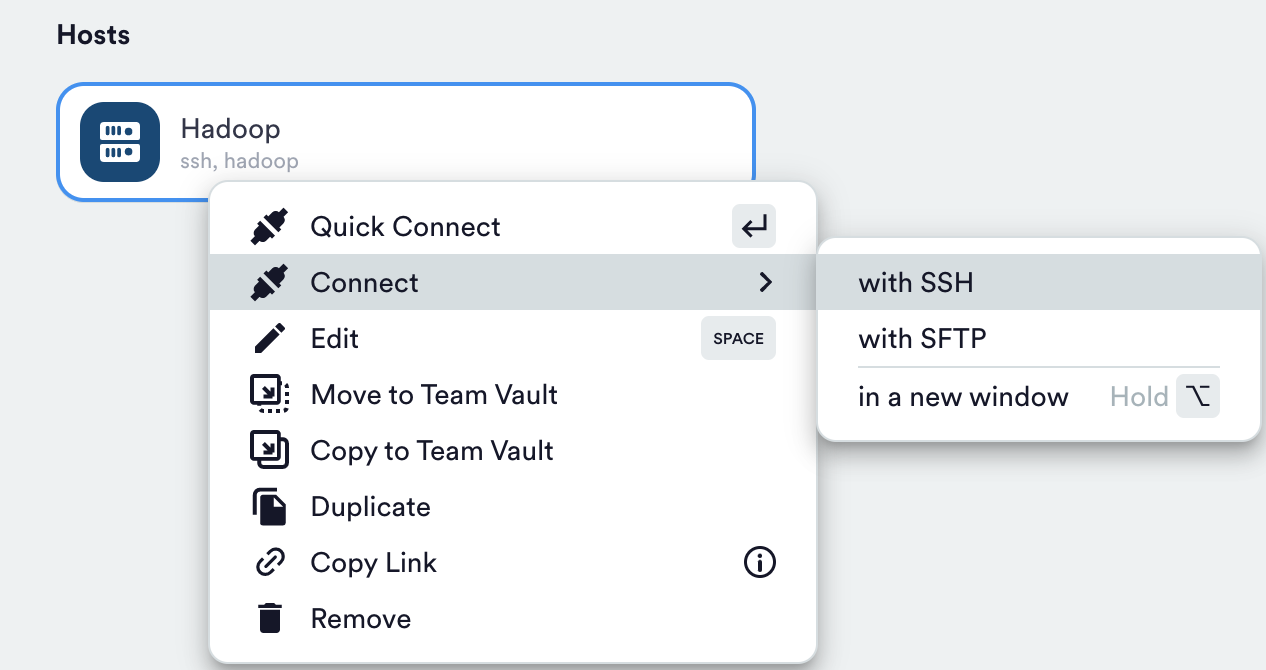 Hosts
Hadoop
ssh, hadoop
Quick Connect
Connect
Edit SPACE
Move to Team Vault
Copy to Team Vault
Duplicate
Copy Link
Remove
with SSH
with SFTP
in a new window Hold ⌥